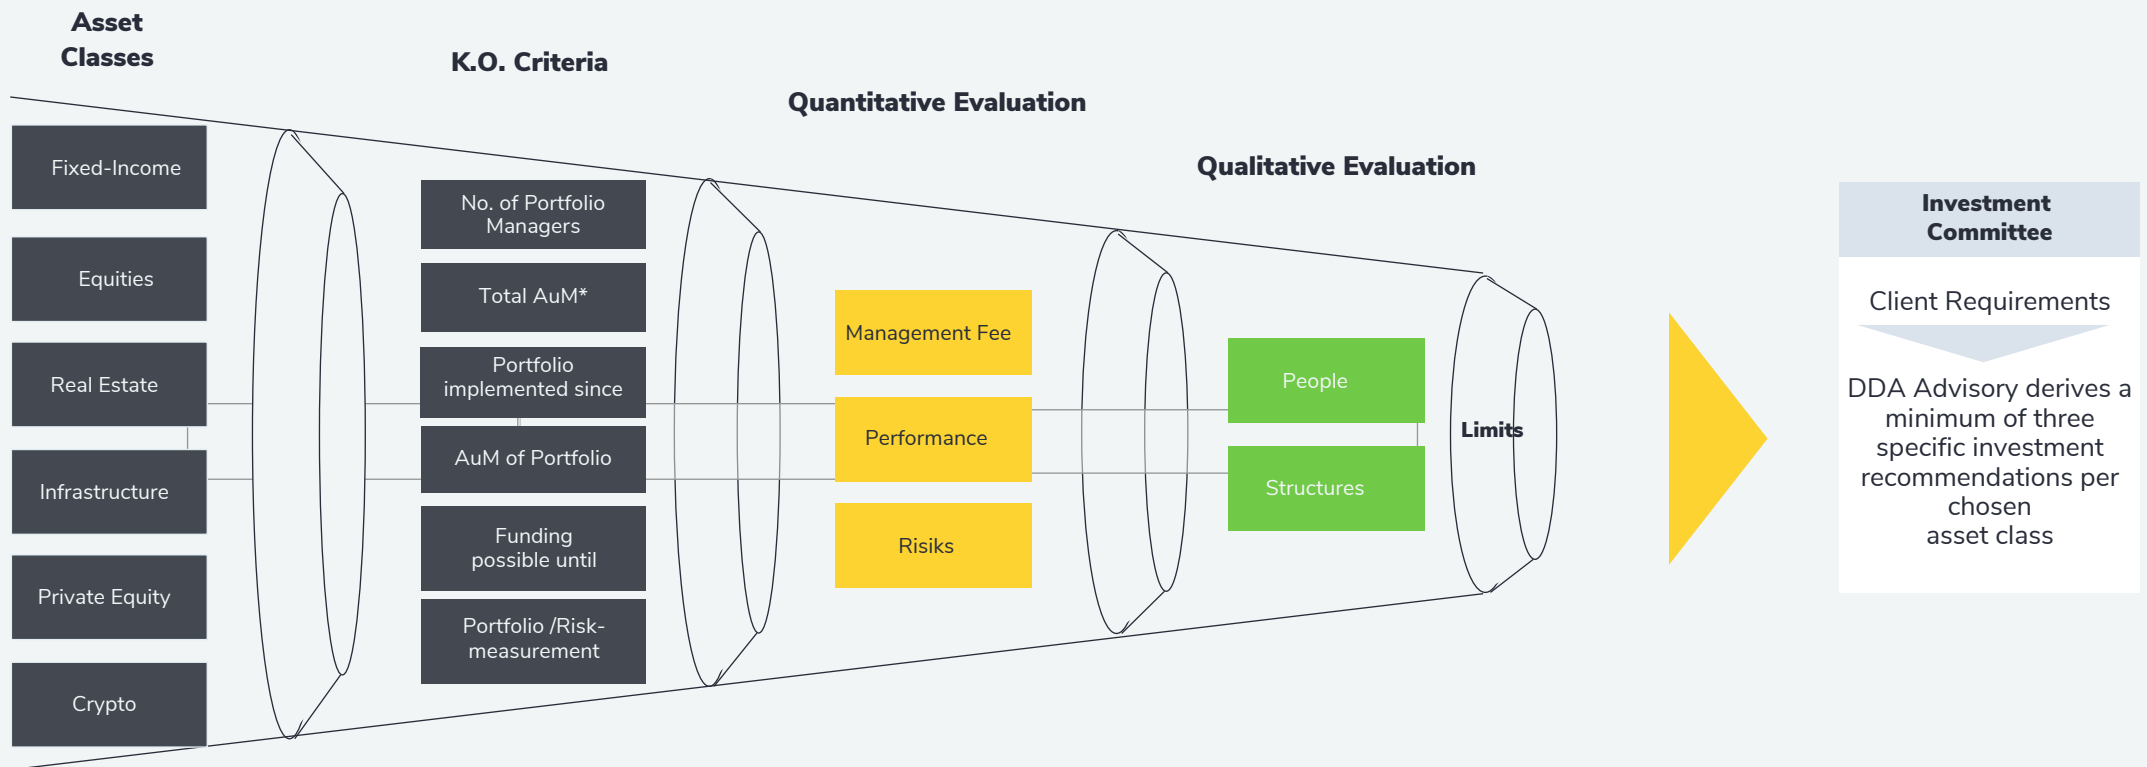 Asset
Classes
K.O. Criteria
Quantitative Evaluation
Qualitative Evaluation
Fixed-Income
Equities
Real Estate
Infrastructure
Private Equity
Crypto
No. of Portfolio
Managers
Total AuM*
Portfolio
implemented since
AuM of Portfolio
Funding
possible until
Portfolio /Risk-
measurement
Management Fee
Performance
Risiks
People
Structures
Limits
Investment
Committee
Client Requirements
DDA Advisory derives a
minimum of three
specific investment
recommendations per
chosen
asset class